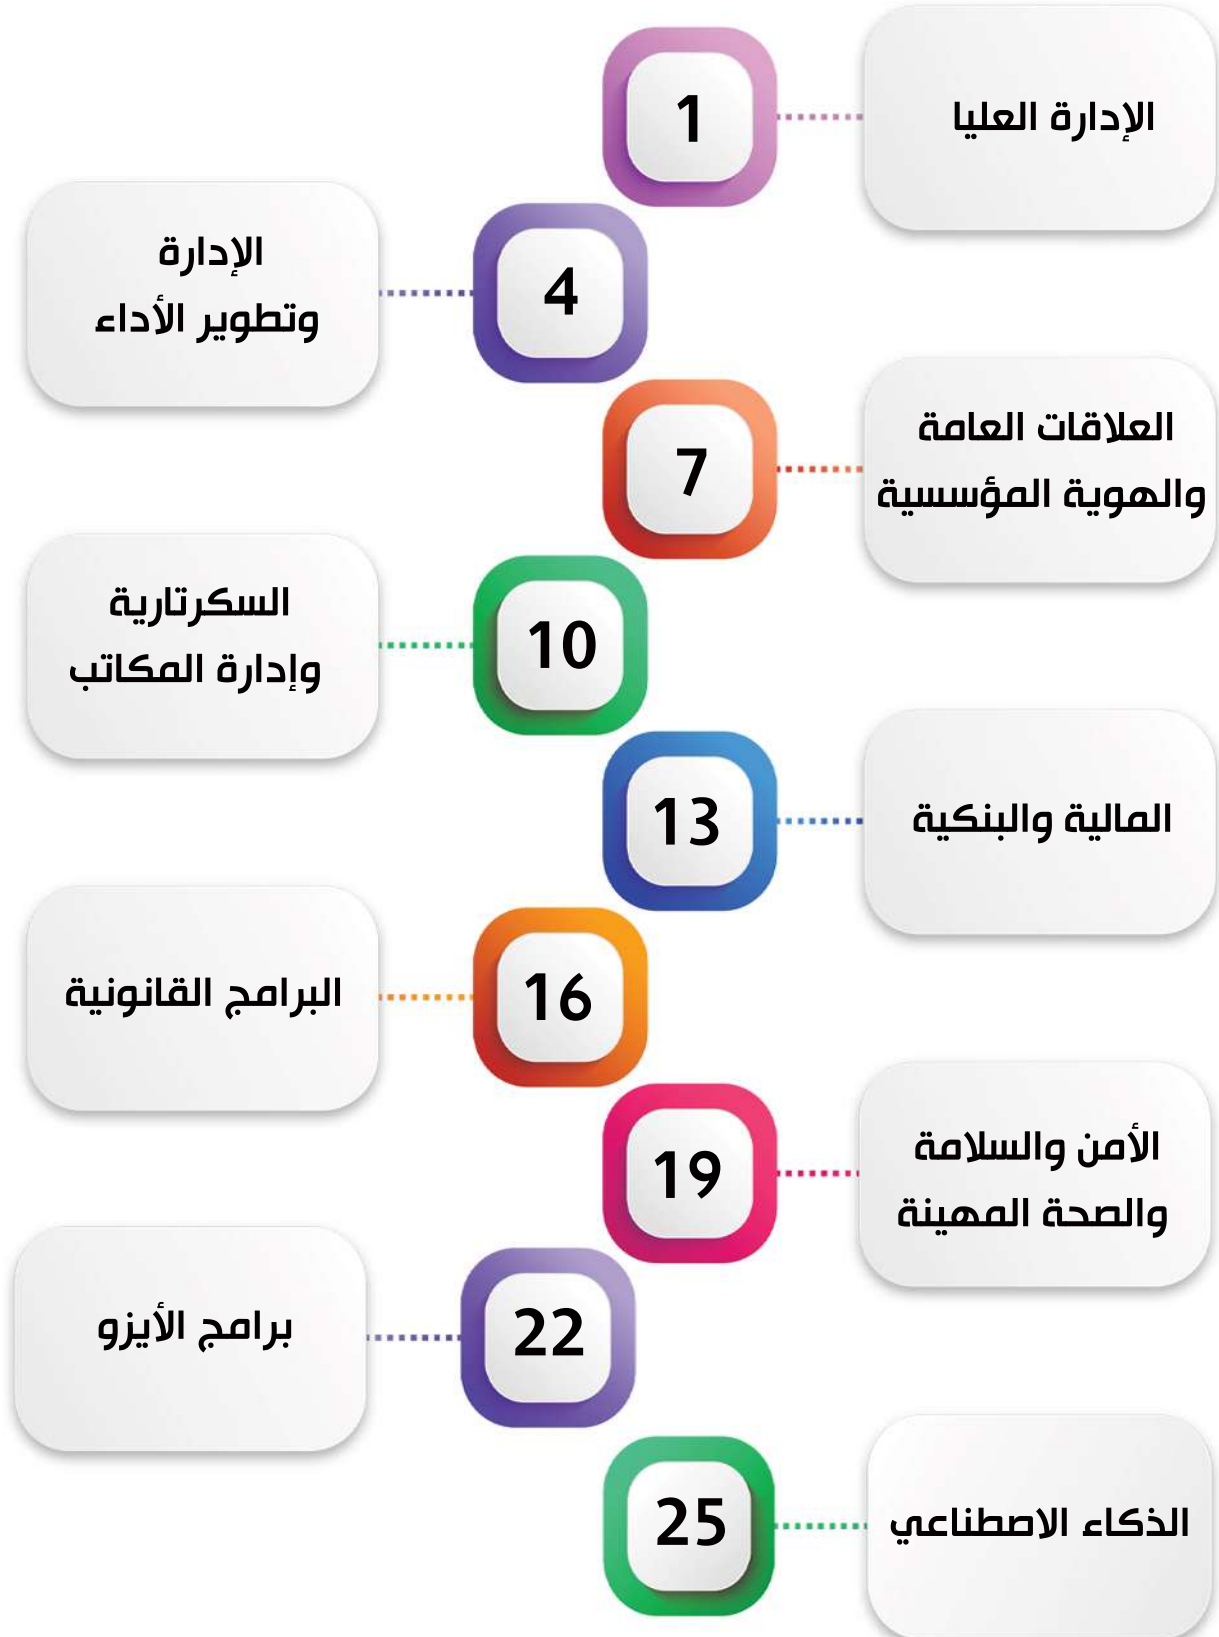 1
الإدارة العليا
4
الإدارة
وتطوير الأداء
7
العلاقات العامة
والهوية المؤسسية
10
السكرتارية
وإدارة المكاتب
13
المالية والبنكية
16
البرامج القانونية
19
الأمن والسلامة
والصحة المهينة
22
برامج الأيزو
25
الذكاء الاصطناعي